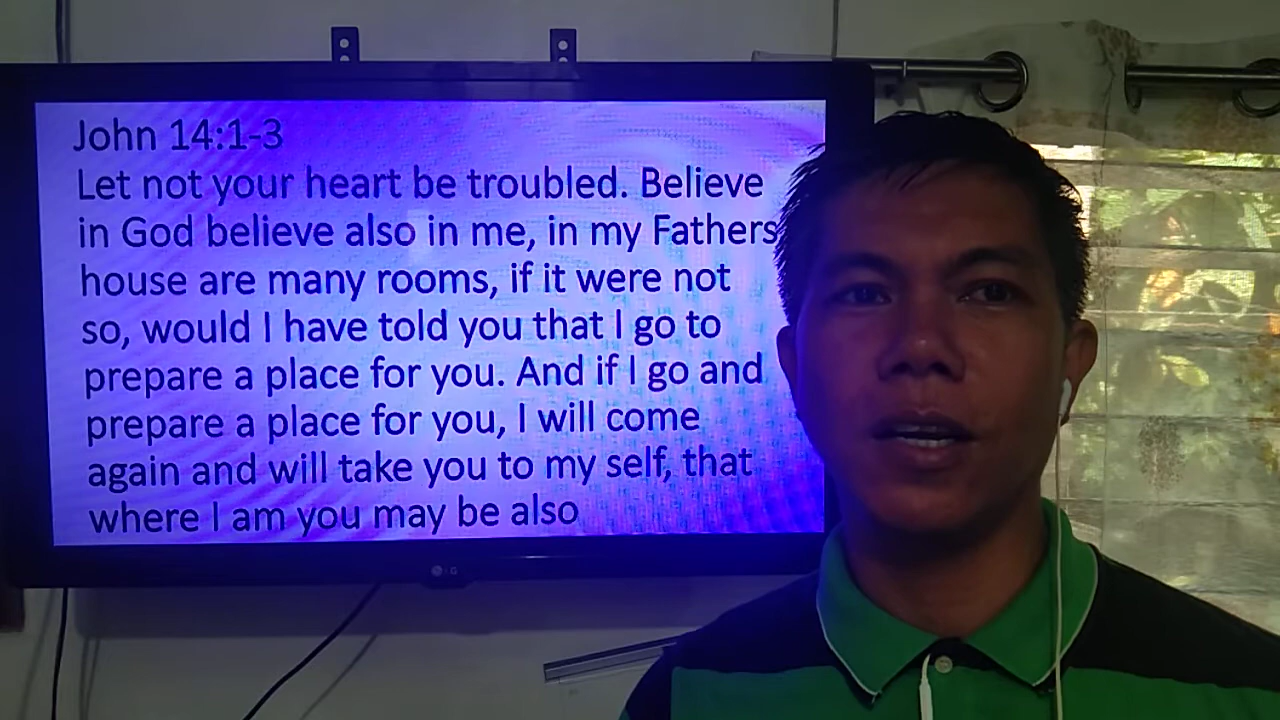 John 14:1-3
Let not your heart be troubled. Believe
in God believe also in me, in my Fathers
house are many rooms, if it were not
so, would I have told you that I go to
prepare a place for you. And if I go and
prepare a place for you, I will come
again and will take you to my self, that
where I am you may be also
LG